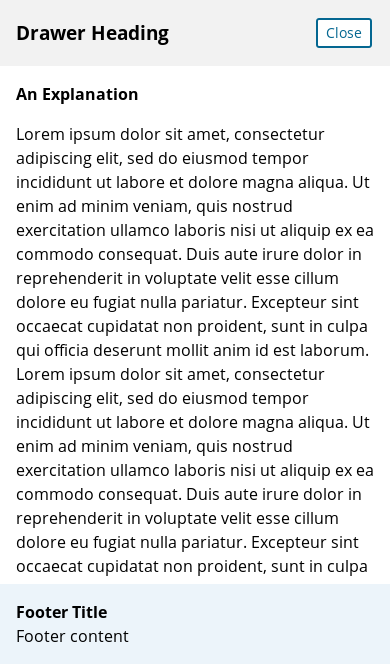 Drawer Heading
Close
An Explanation
Lorem ipsum dolor sit amet, consectetur
adipiscing elit, sed do eiusmod tempor
incididunt ut labore et dolore magna aliqua. Ut
enim ad minim veniam, quis nostrud
exercitation ullamco laboris nisi ut aliquip ex ea
commodo consequat. Duis aute irure dolor in
reprehenderit in voluptate velit esse cillum
dolore eu fugiat nulla pariatur. Excepteur sint
occaecat cupidatat non proident, sunt in culpa
qui officia deserunt mollit anim id est laborum.
Lorem ipsum dolor sit amet, consectetur
adipiscing elit, sed do eiusmod tempor
incididunt ut labore et dolore magna aliqua. Ut
enim ad minim veniam, quis nostrud
exercitation ullamco laboris nisi ut aliquip ex ea
commodo consequat. Duis aute irure dolor in
reprehenderit in voluptate velit esse cillum
dolore eu fugiat nulla pariatur. Excepteur sint
occaecat cupidatat non proident, sunt in culpa
Footer Title
Footer content